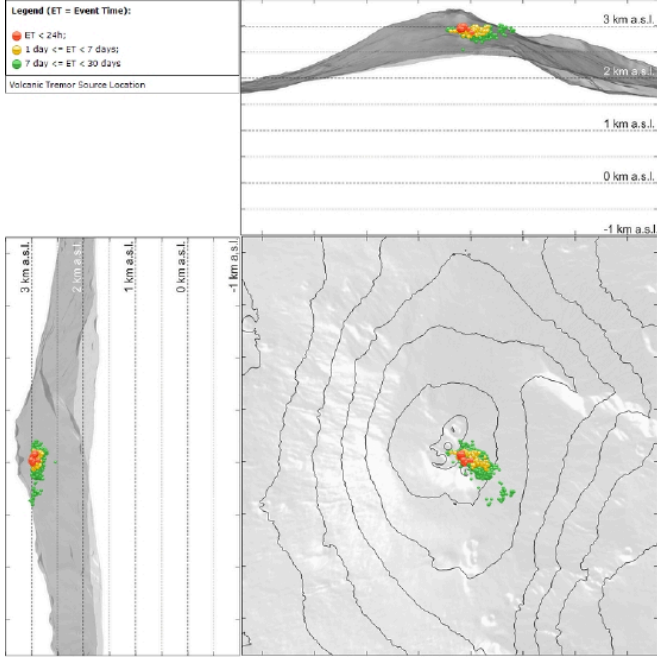 Legend (ET = Event Time):
ET < 24h;
1 day <= ET < 7 days;
7 day <= ET < 30 days
Volcanic Tremor Source Location
3 km a.s.l.
2 km a.s.l.
1 km a.s.l.
0 km a.s.l.
-1 km a.s.l.
3 km a.s.l.
2 km a.s.l.
1 km a.s.l.
0 km a.s.l.
-1 km a.s.l.